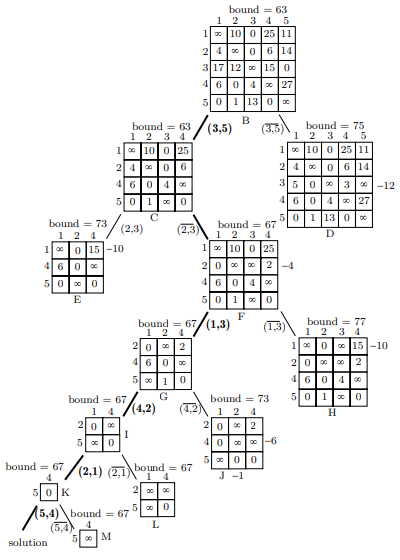 bound = 63
1 2 3 4 5
1 ∞ 10 0 25 11
2 4 ∞ 0 6 14
3 17 12 ∞ 15 0
4 6 0 4 ∞ 27
5 0 1 13 0 ∞
B
(3,5) (3,5)
bound = 63
1 2 3 4
1 ∞ 10 0 25
2 4 ∞ 0 6
4 6 0 4 ∞
5 0 1 ∞ 0
C
bound = 75
1 2 3 4 5
1 ∞ 10 0 25 11
2 4 ∞ 0 6 14
3 5 0 ∞ 3 ∞ −12
4 6 0 4 ∞ 27
5 0 1 13 0 ∞
D
(2,3) (2,3)
bound = 73
1 2 4
1 ∞ 0 15 −10
4 6 0 ∞
5 0 ∞ 0
E
bound = 67
1 2 3 4
1 ∞ 10 0 25
2 0 ∞ ∞ 2 −4
4 6 0 4 ∞
5 0 1 ∞ 0
F
(1,3) (1,3)
bound = 67
1 2 4
2 0 ∞ 2
4 6 0 ∞
5 ∞ 1 0
G
bound = 77
1 2 3 4
1 ∞ 0 ∞ 15 −10
2 0 ∞ ∞ 2
4 6 0 4 ∞
5 0 1 ∞ 0
H
(4,2) (4,2)
bound = 67
1 4
2 0 ∞
5 ∞ 0
I
bound = 73
1 2 4
2 0 ∞ 2
4 0 ∞ ∞ −6
5 ∞ 0 0
J −1
(2,1) (2,1)
bound = 67
4
5 0 K
bound = 67
1 4
2 ∞ ∞
5 ∞ 0
L
(5,4)
(5,4)
bound = 67
4
5 ∞ M
solution